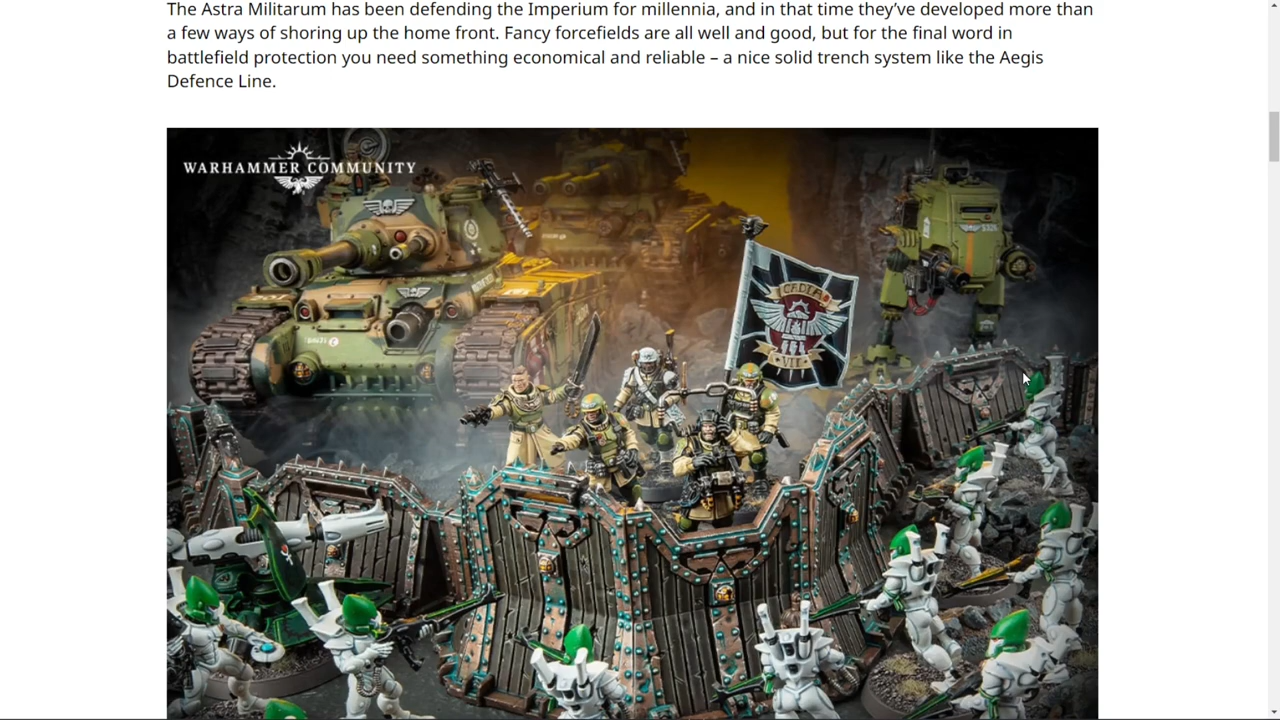 The Astra Militarum has been defending the Imperium for millennia, and in that time they’ve developed more than
a few ways of shoring up the home front. Fancy forcefields are all well and good, but for the final word in
battlefield protection you need something economical and reliable – a nice solid trench system like the Aegis
Defence Line.
WARHAMMER COMMUNITY
CADIA
VII